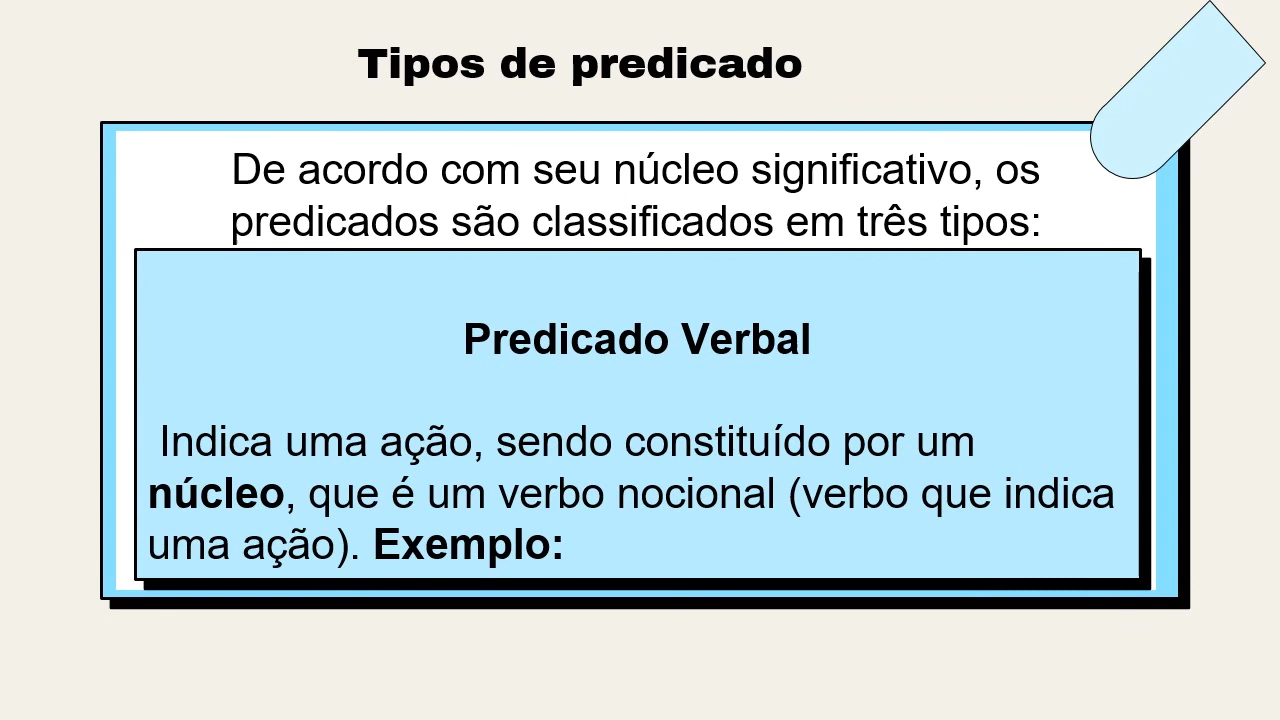 Tipos de predicado
De acordo com seu núcleo significativo, os
predicados são classificados em três tipos:
Predicado Verbal
Indica uma ação, sendo constituído por um
núcleo, que é um verbo nocional (verbo que indica
uma ação). Exemplo: